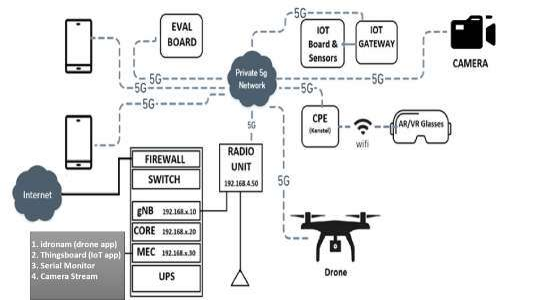 EVAL
BOARD
5G
IOT
Board &
Sensors
IOT
GATEWAY
CAMERA
5G
5G
5G
Private 5g
Network
5G
5G
5G
5G
CPE
(Kenstel)
wifi
AR/VR Glasses
RADIO
UNIT
192.168.4.50
Internet
FIREWALL
SWITCH
gNB 192.168.x.10
CORE 192.168.x.20
MEC 192.168.x.30
UPS
1. idronam (drone app)
2. Thingsboard (IoT app)
3. Serial Monitor
4. Camera Stream
Drone